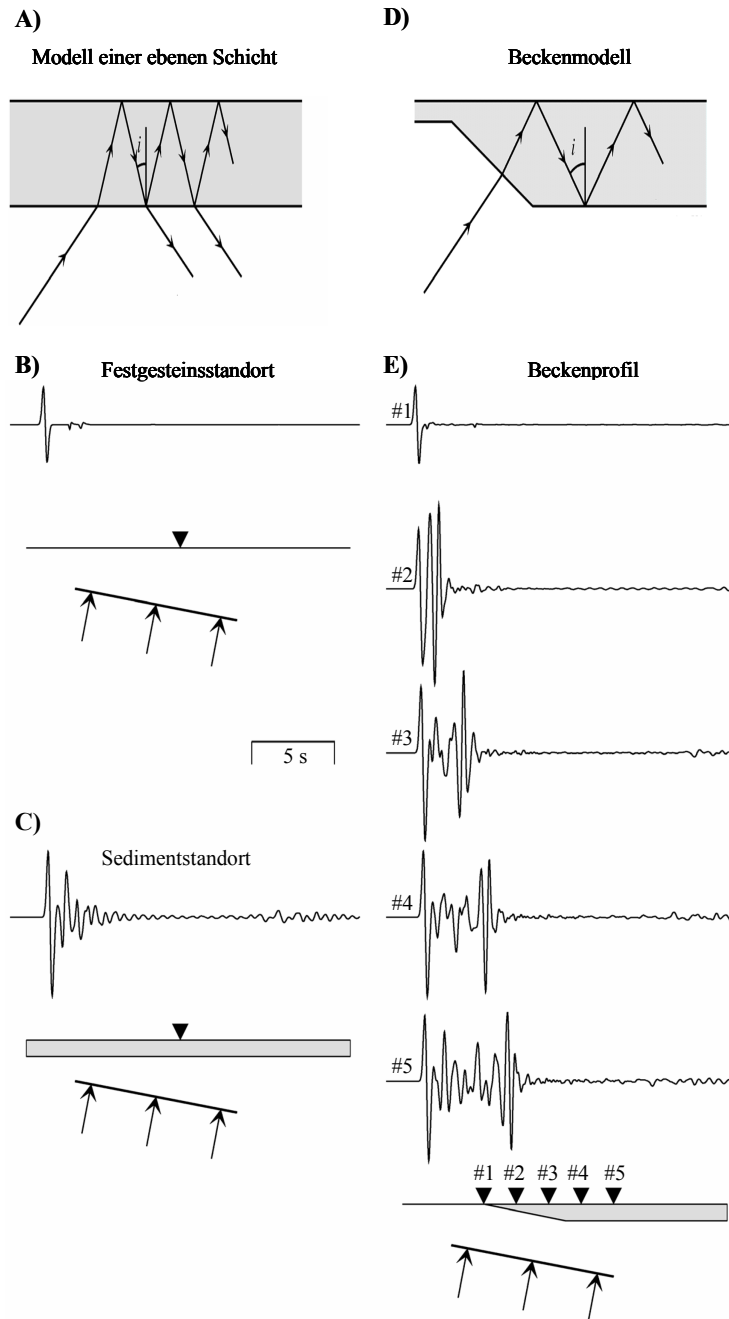 A)
Modell einer ebenen Schicht
i
B)
Festgesteinsstandort
5 s
C)
Sedimentstandort
D)
Beckenmodell
i
E)
Beckenprofil
#1
#2
#3
#4
#5
#1 #2 #3 #4 #5